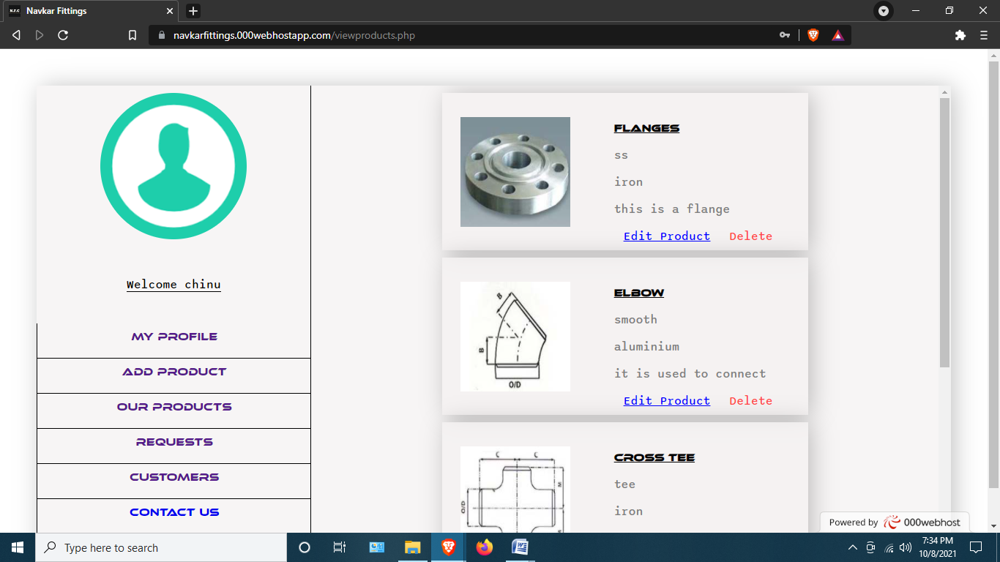 N.F.C
Navkar Fittings
navkarfittings.000webhostapp.com/viewproducts.php
Welcome chinu
MY PROFILE
ADD PRODUCT
OUR PRODUCTS
REQUESTS
CUSTOMERS
CONTACT US
FLANGES
ss
iron
this is a flange
Edit Product Delete
B
B
O/D
ELBOW
smooth
aluminium
it is used to connect
Edit Product Delete
C C
M
O/D
M
CROSS TEE
tee
iron
Powered by 000webhost
Type here to search
7:34 PM
10/8/2021